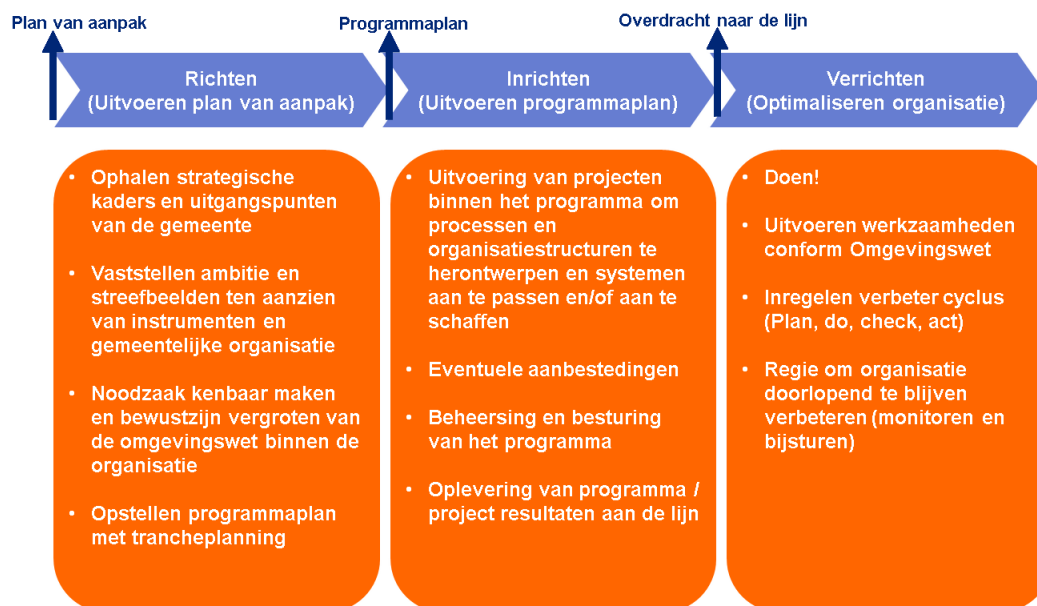 Plan van aanpak
Programmaplan
Overdracht naar de lijn
Richten
(Uitvoeren plan van aanpak)
Inrichten
(Uitvoeren programmaplan)
Verrichten
(Optimaliseren organisatie)
• Ophalen strategische
kaders en uitgangspunten
van de gemeente
• Vaststellen ambitie en
streefbeelden ten aanzien
van instrumenten en
gemeentelijke organisatie
• Noodzaak kenbaar maken
en bewustzijn vergroten van
de omgevingswet binnen de
organisatie
• Opstellen programmaplan
met trancheplanning
• Uitvoering van projecten
binnen het programma om
processen en
organisatiestructuren te
herontwerpen en systemen
aan te passen en/of aan te
schaffen
• Eventuele aanbestedingen
• Beheersing en besturing
van het programma
• Oplevering van programma /
project resultaten aan de lijn
• Doen!
• Uitvoeren werkzaamheden
conform Omgevingswet
• Inregelen verbeter cyclus
(Plan, do, check, act)
• Regie om organisatie
doorlopend te blijven
verbeteren (monitoren en
bijsturen)